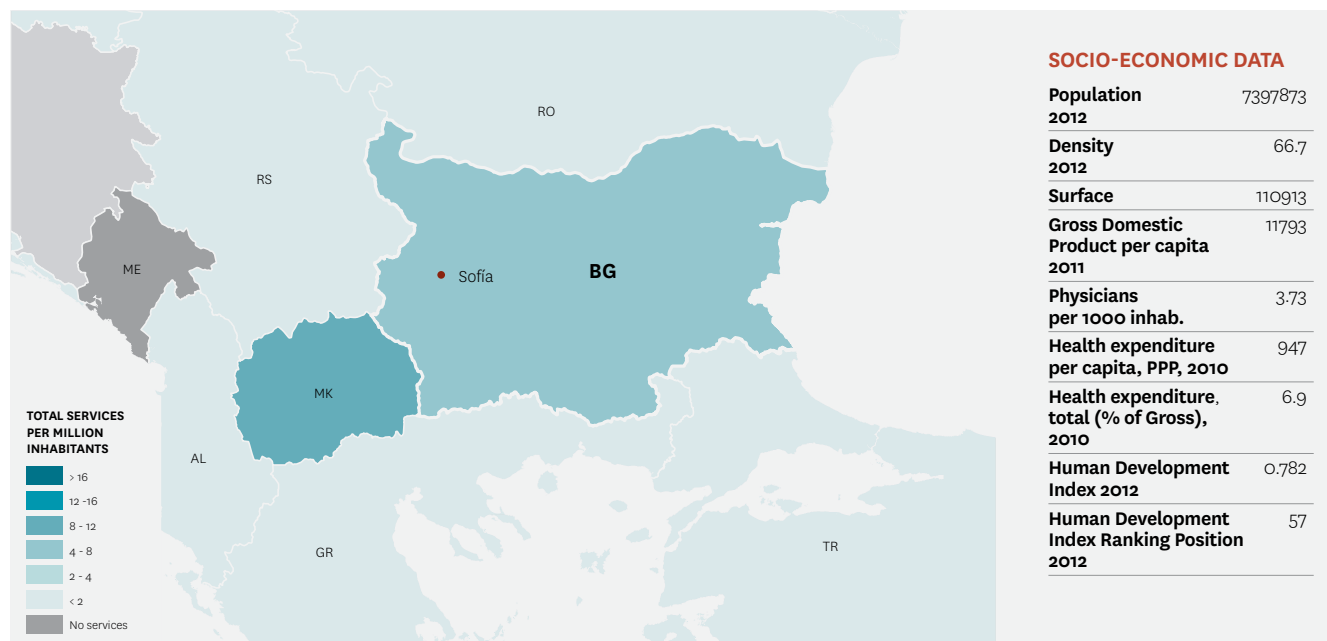 RO
RS
ME
Sofía
BG
MK
AL
GR
TR
TOTAL SERVICES
PER MILLION
INHABITANTS
> 16
12 -16
8 - 12
4 - 8
2 - 4
< 2
No services
SOCIO-ECONOMIC DATA
Population 7397873
2012
Density 66.7
2012
Surface 110913
Gross Domestic 11793
Product per capita
2011
Physicians 3.73
per 1000 inhab.
Health expenditure 947
per capita, PPP, 2010
Health expenditure, 6.9
total (% of Gross),
2010
Human Development 0.782
Index 2012
Human Development 57
Index Ranking Position
2012